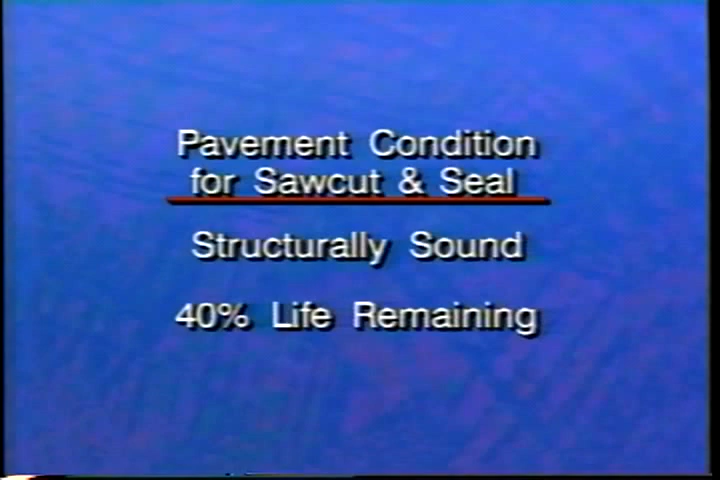 Pavement Condition
for Sawcut & Seal
Structurally Sound
40% Life Remaining